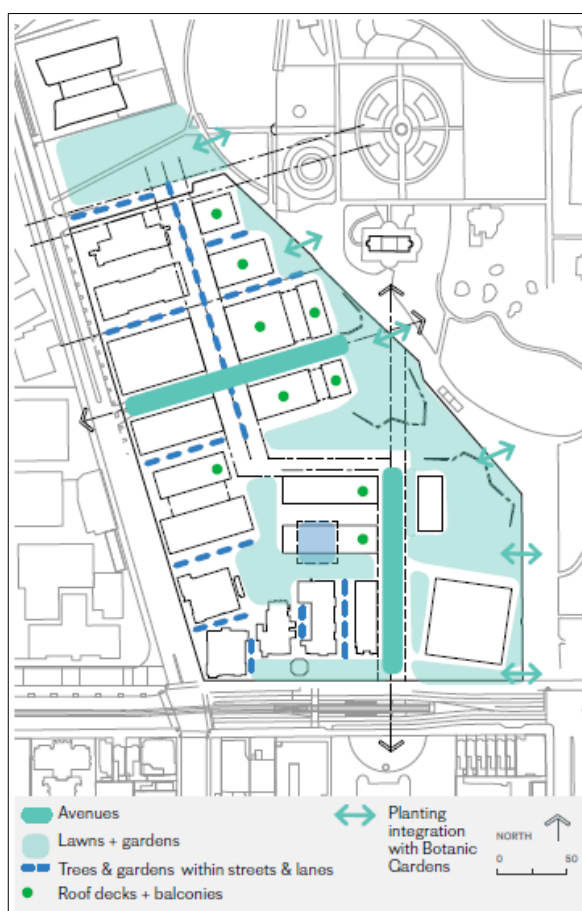 Avenues
Lawns + gardens
Trees & gardens within streets & lanes
Roof decks + balconies
Planting
integration
with Botanic
Gardens
NORTH
0 50